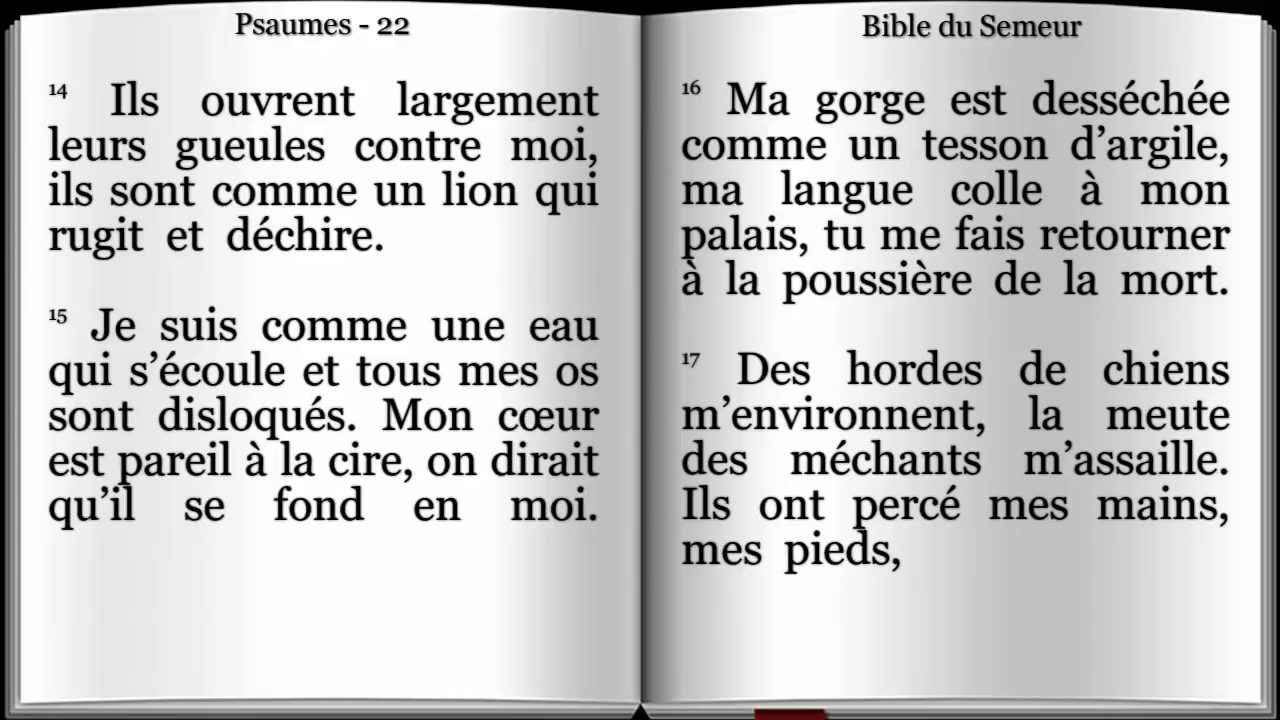 Psaumes - 22
14 Ils ouvrent largement
leurs gueules contre moi,
ils sont comme un lion qui
rugit et déchire.
15 Je suis comme une eau
qui s’écoule et tous mes os
sont disloqués. Mon cœur
est pareil à la cire, on dirait
qu’il se fond en moi.
Bible du Semeur
16 Ma gorge est desséchée
comme un tesson d’argile,
ma langue colle à mon
palais, tu me fais retourner
à la poussière de la mort.
17 Des hordes de chiens
m’environnent, la meute
des méchants m’assaille.
Ils ont percé mes mains,
mes pieds,